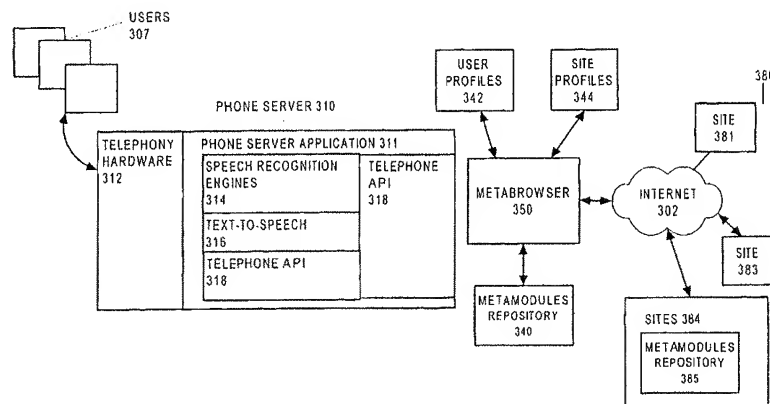 USERS
307
PHONE SERVER 310
TELEPHONY
HARDWARE
312
PHONE SERVER APPLICATION 311
SPEECH RECOGNITION
ENGINES
314
TEXT-TO-SPEECH
316
TELEPHONE API
318
TELEPHONE
API
318
USER
PROFILES
342
SITE
PROFILES
344
METABROWSER
350
METAMODULES
REPOSITORY
340
INTERNET
302
SITE
381
SITE
383
SITES 384
METAMODULES
REPOSITORY
385